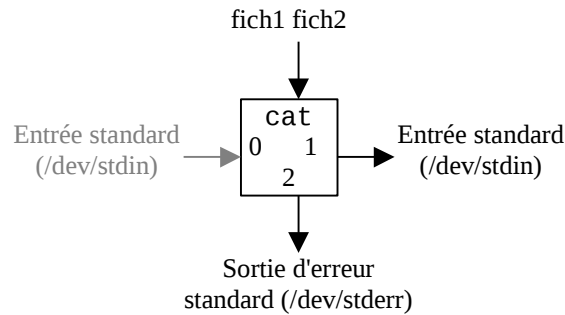 fich1 fich2
cat
Entrée standard
(/dev/stdin)
0 1
2
Entrée standard
(/dev/stdin)
Sortie d'erreur
standard (/dev/stderr)